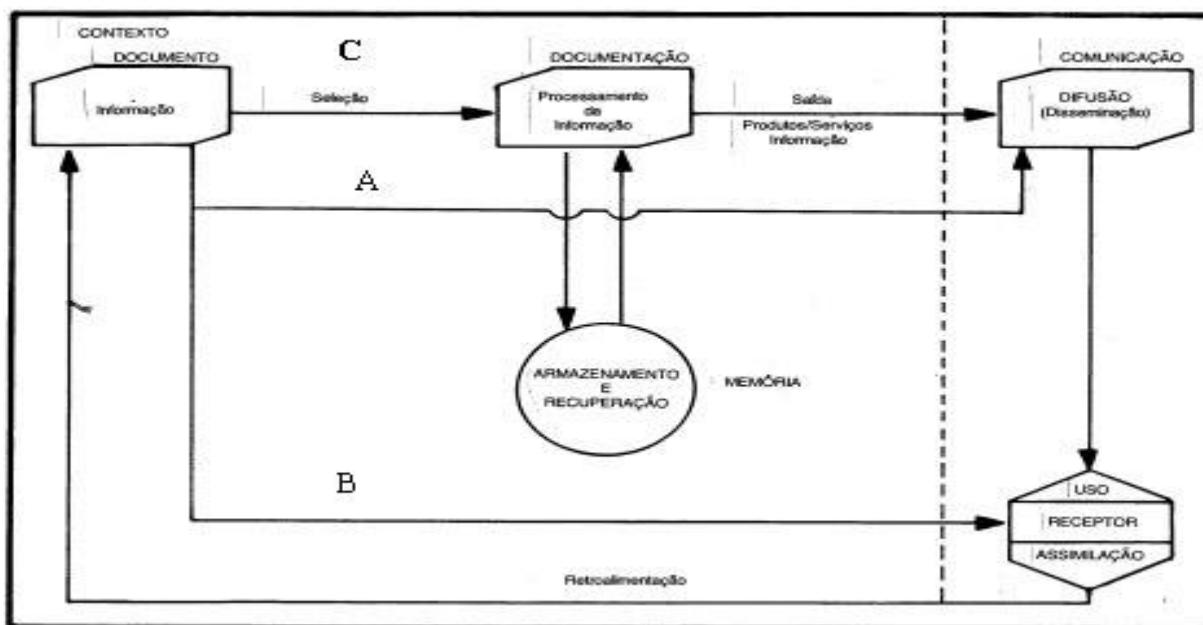 CONTEXTO
DOCUMENTO
Informação
C
Seleção
DOCUMENTAÇÃO
Processamento
da
Informação
Saída
Produtos/Serviços
Informação
COMUNICAÇÃO
DIFUSÃO
(Disseminação)
A
ARMAZENAMENTO
E
RECUPERAÇÃO
MEMÓRIA
B
USO
RECEPTOR
ASSIMILAÇÃO
Retroalimentação